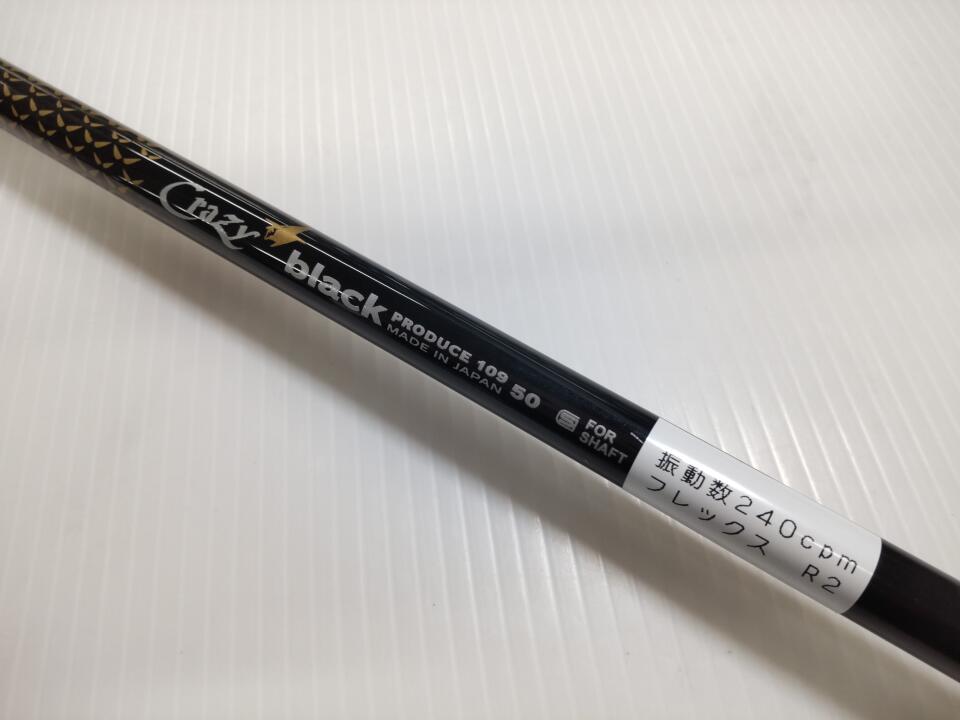 Crazy
black
PRODUCE 109 50
MADE IN JAPAN
FOR
SHAFT
振動数240cpm
フレックス R2